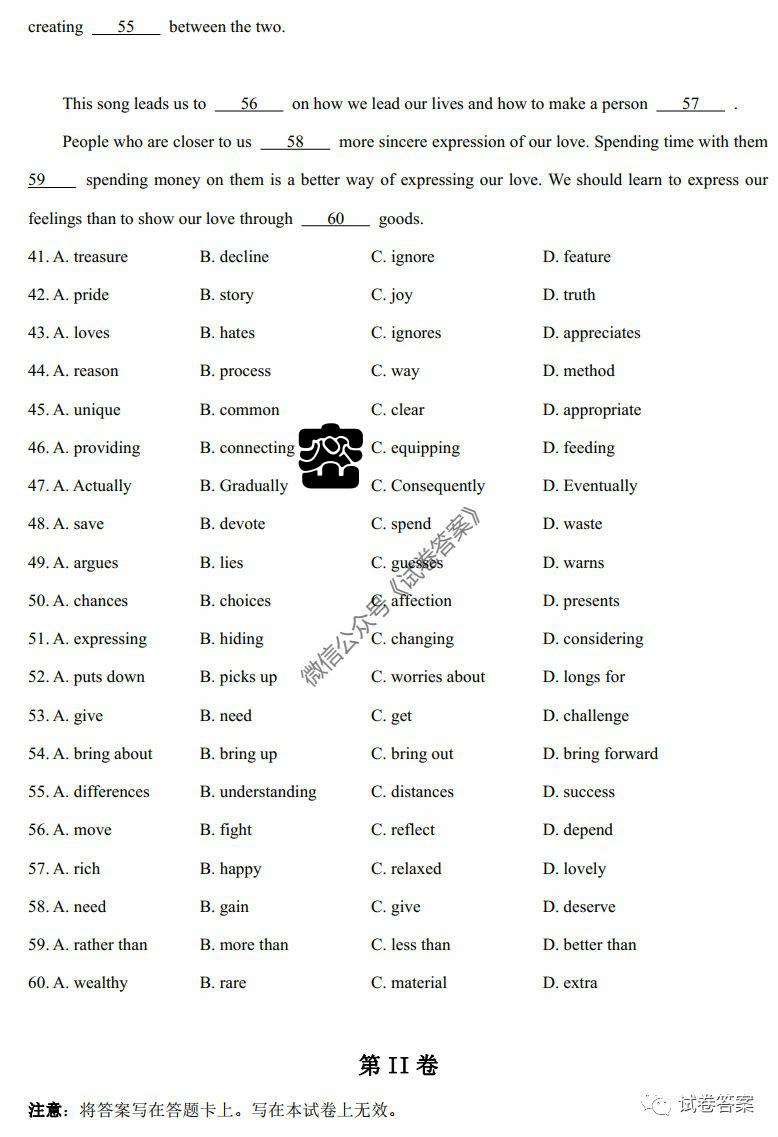 creating 55 between the two.
This song leads us to 56 on how we lead our lives and how to make a person 57 .
People who are closer to us 58 more sincere expression of our love. Spending time with them
59 spending money on them is a better way of expressing our love. We should learn to express our
feelings than to show our love through 60 goods.
41. A. treasure B. decline C. ignore D. feature
42. A. pride B. story C. joy D. truth
43. A. loves B. hates C. ignores D. appreciates
44. A. reason B. process C. way D. method
45. A. unique B. common C. clear D. appropriate
46. A. providing B. connecting C. equipping D. feeding
47. A. Actually B. Gradually C. Consequently D. Eventually
48. A. save B. devote C. spend D. waste
49. A. argues B. lies C. guesses D. warns
50. A. chances B. choices C. affection D. presents
51. A. expressing B. hiding C. changing D. considering
52. A. puts down B. picks up C. worries about D. longs for
53. A. give B. need C. get D. challenge
54. A. bring about B. bring up C. bring out D. bring forward
55. A. differences B. understanding C. distances D. success
56. A. move B. fight C. reflect D. depend
57. A. rich B. happy C. relaxed D. lovely
58. A. need B. gain C. give D. deserve
59. A. rather than B. more than C. less than D. better than
60. A. wealthy B. rare C. material D. extra
微信公众号《试卷答案》
第 II 卷
注意：将答案写在答题卡上。写在本试卷上无效。
试卷答案